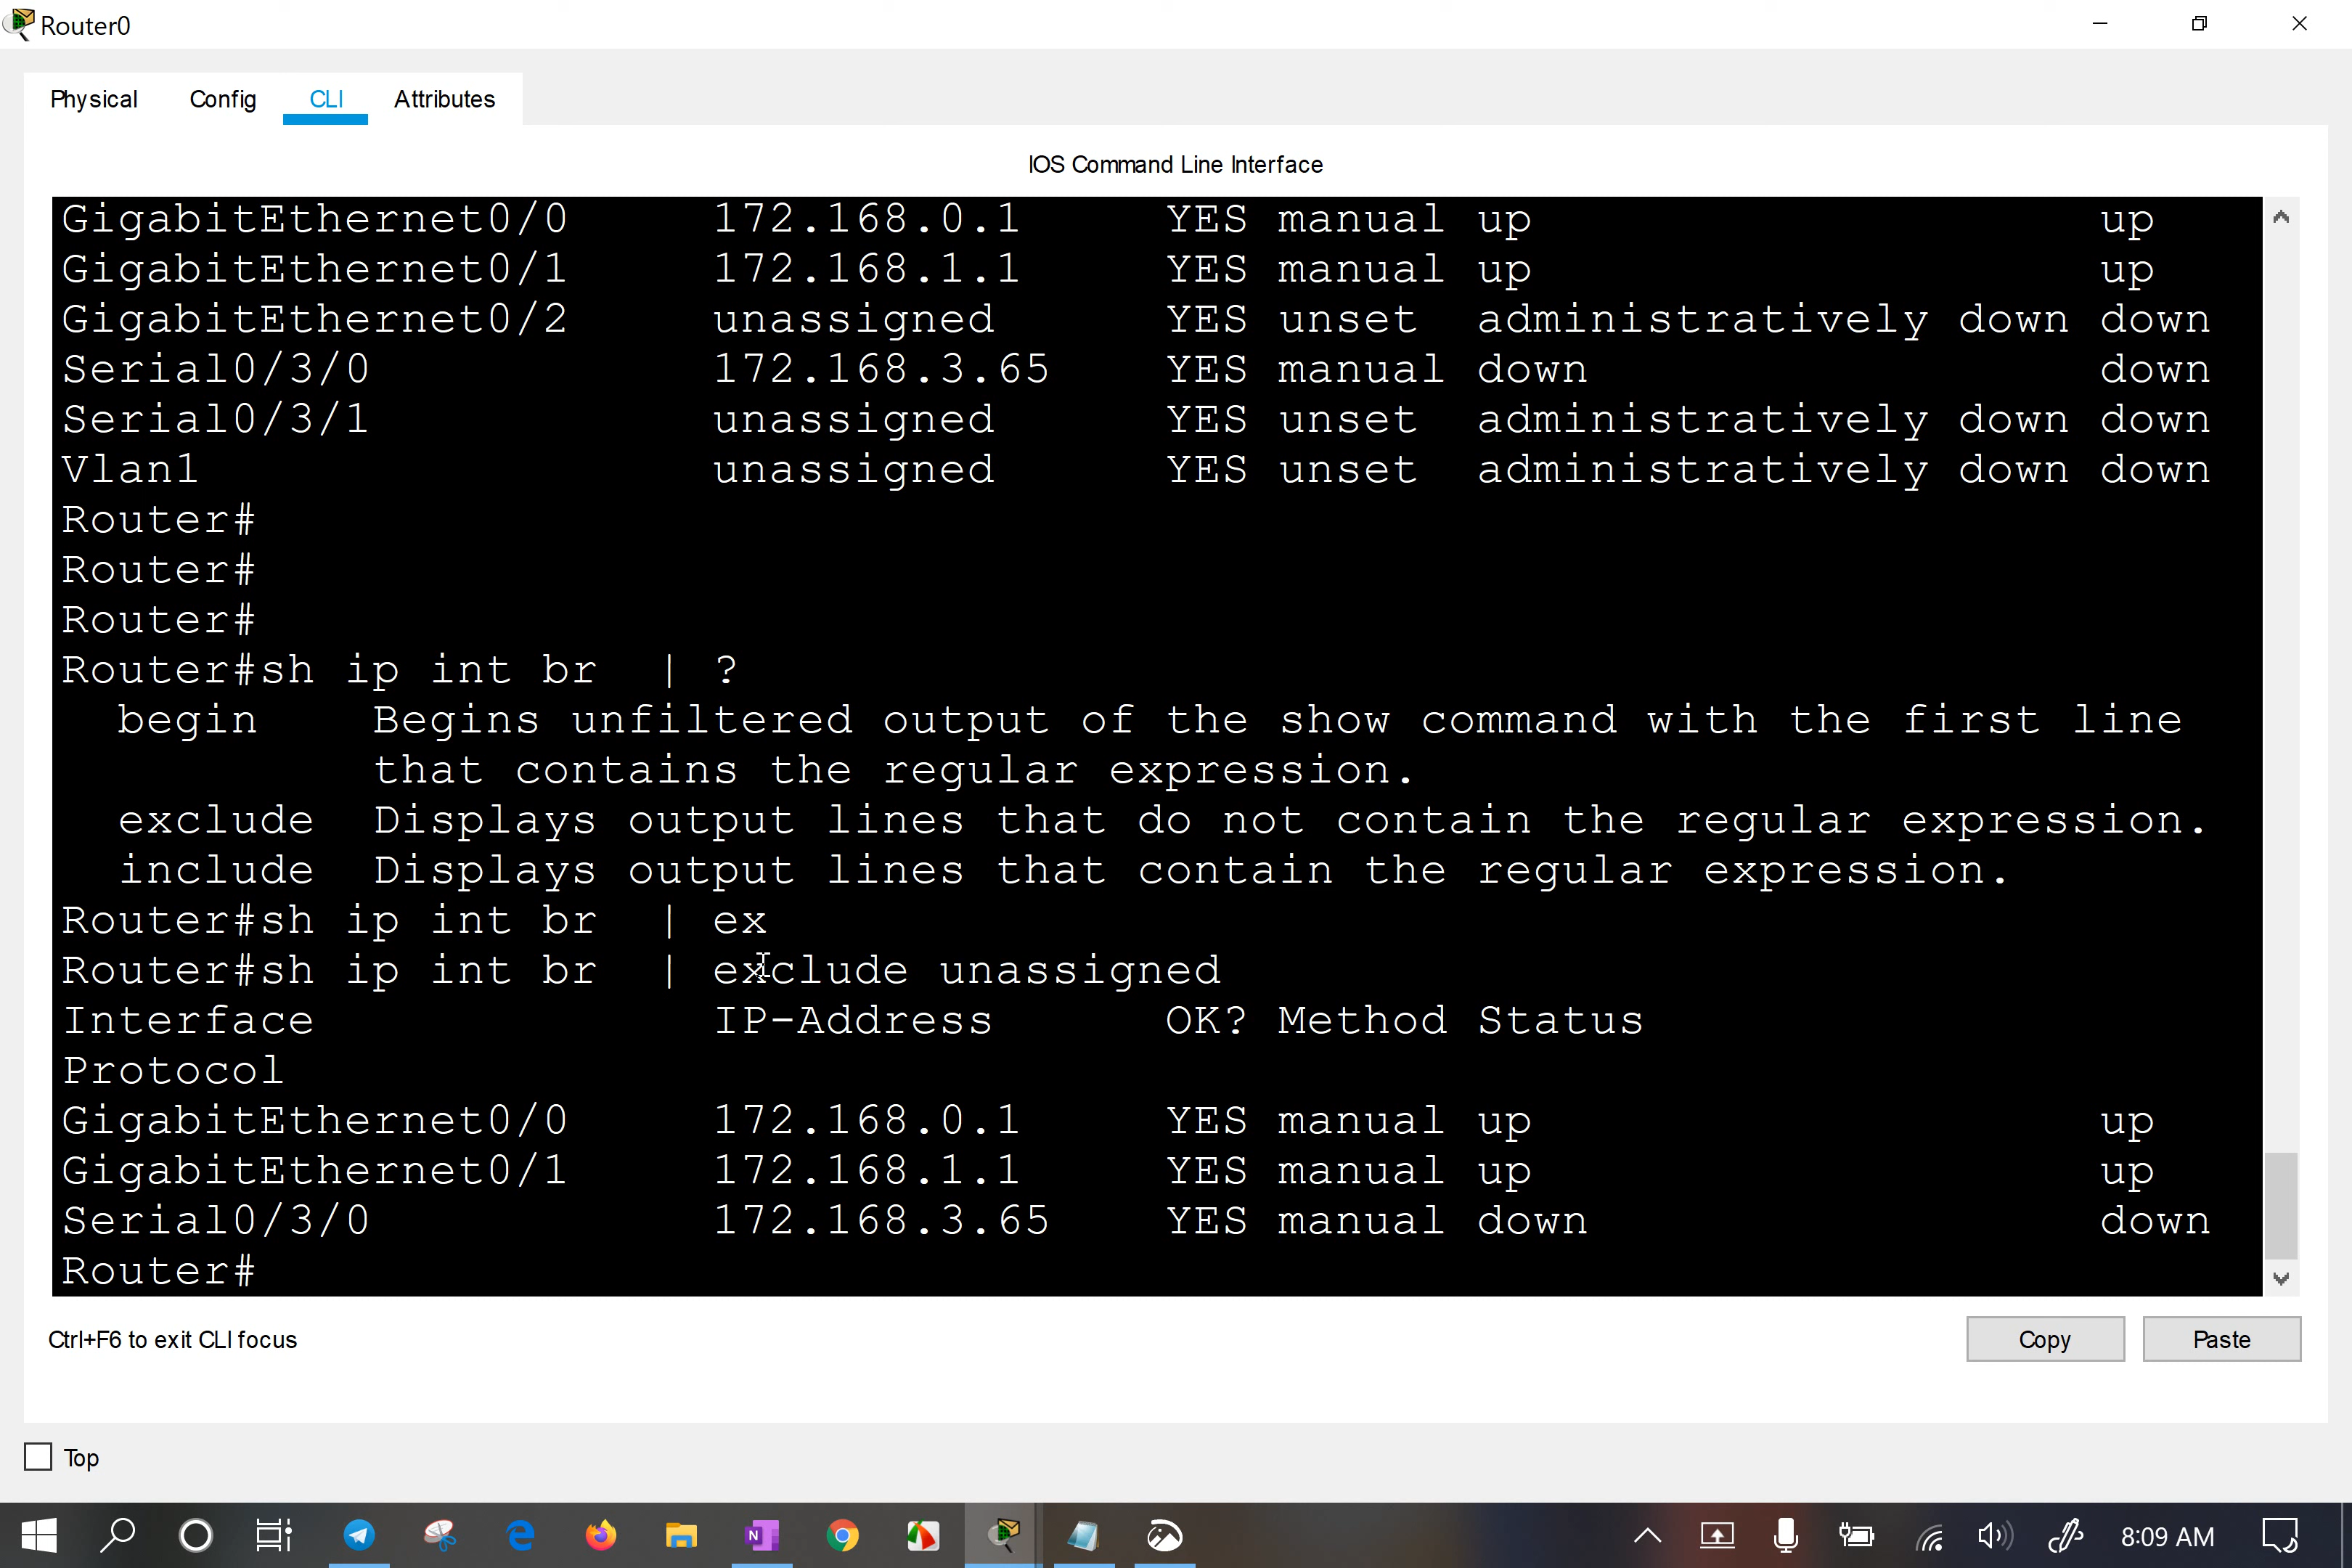 Router0
Physical Config CLI Attributes
IOS Command Line Interface
GigabitEthernet0/0 172.168.0.1 YES manual up up
GigabitEthernet0/1 172.168.1.1 YES manual up up
GigabitEthernet0/2 unassigned YES unset administratively down down
Serial0/3/0 172.168.3.65 YES manual down down
Serial0/3/1 unassigned YES unset administratively down down
Vlan1 unassigned YES unset administratively down down
Router#
Router#
Router#
Router#sh ip int br | ?
begin Begins unfiltered output of the show command with the first line
that contains the regular expression.
exclude Displays output lines that do not contain the regular expression.
include Displays output lines that contain the regular expression.
Router#sh ip int br | ex
Router#sh ip int br | exclude unassigned
Interface IP-Address OK? Method Status
Protocol
GigabitEthernet0/0 172.168.0.1 YES manual up up
GigabitEthernet0/1 172.168.1.1 YES manual up up
Serial0/3/0 172.168.3.65 YES manual down down
Router#
Ctrl+F6 to exit CLI focus
Copy Paste
Top
8:09 AM